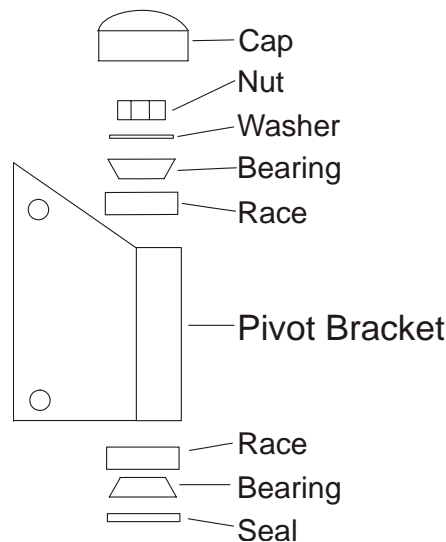 Cap
Nut
Washer
Bearing
Race
Pivot Bracket
Race
Bearing
Seal